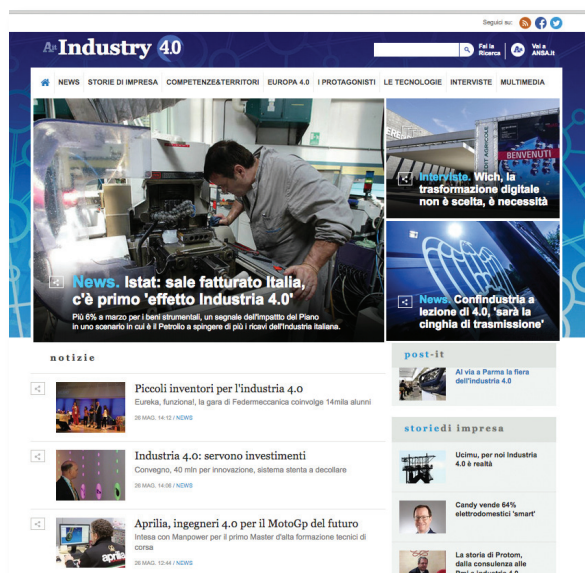 Seguici su:
Industry 4.0
Fai la
Ricerca
Vai a
ANSA.it
NEWS STORIE DI IMPRESA COMPETENZE&TERRITORI EUROPA 4.0 I PROTAGONISTI LE TECNOLOGIE INTERVISTE MULTIMEDIA
News. Istat: sale fatturato Italia,
c'è primo 'effetto Industria 4.0'
Più 6% a marzo per i beni strumentali, un segnale dell'impattto del Piano
in uno scenario in cui è il Petrolio a spingere di più i ricavi dell'Industria italiana.
BENVENUTI
Interviste. Wich, la
trasformazione digitale
non è scelta, è necessità
News. Confindustria a
lezione di 4.0, 'sarà la
cinghia di trasmissione'
notizie
Piccoli inventori per l'industria 4.0
Eureka, funziona!, la gara di Federmeccanica coinvolge 14mila alunni
26 MAG. 14:12 / NEWS
Industria 4.0: servono investimenti
Convegno, 40 mln per innovazione, sistema stenta a decollare
26 MAG. 14:06 / NEWS
Aprilia, ingegneri 4.0 per il MotoGp del futuro
Intesa con Manpower per il primo Master d'alta formazione tecnici di
corsa
26 MAG. 13:44 / NEWS
aprilia
post-it
Al via a Parma la fiera
dell'industria 4.0
storiedi impresa
Ucimu, per noi Industria
4.0 è realtà
Candy vende 64%
elettrodomestici 'smart'
La storia di Protom,
dalla consulenza alle
Pmi a industria 4.0